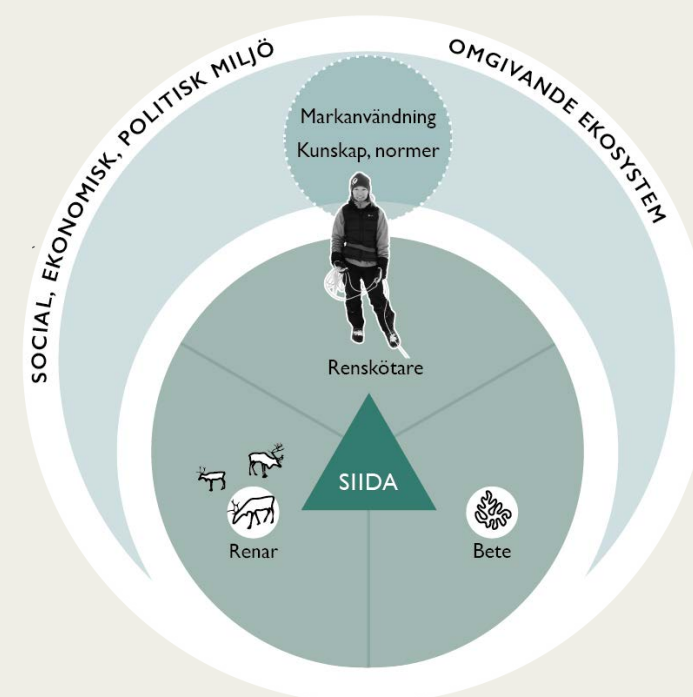 SOCIAL, EKONOMISK, POLITISK MILJÖ
OMGIVANDE EKOSYSTEM
Markanvändning
Kunskap, normer
Renskötare
SIIDA
Renar
Bete